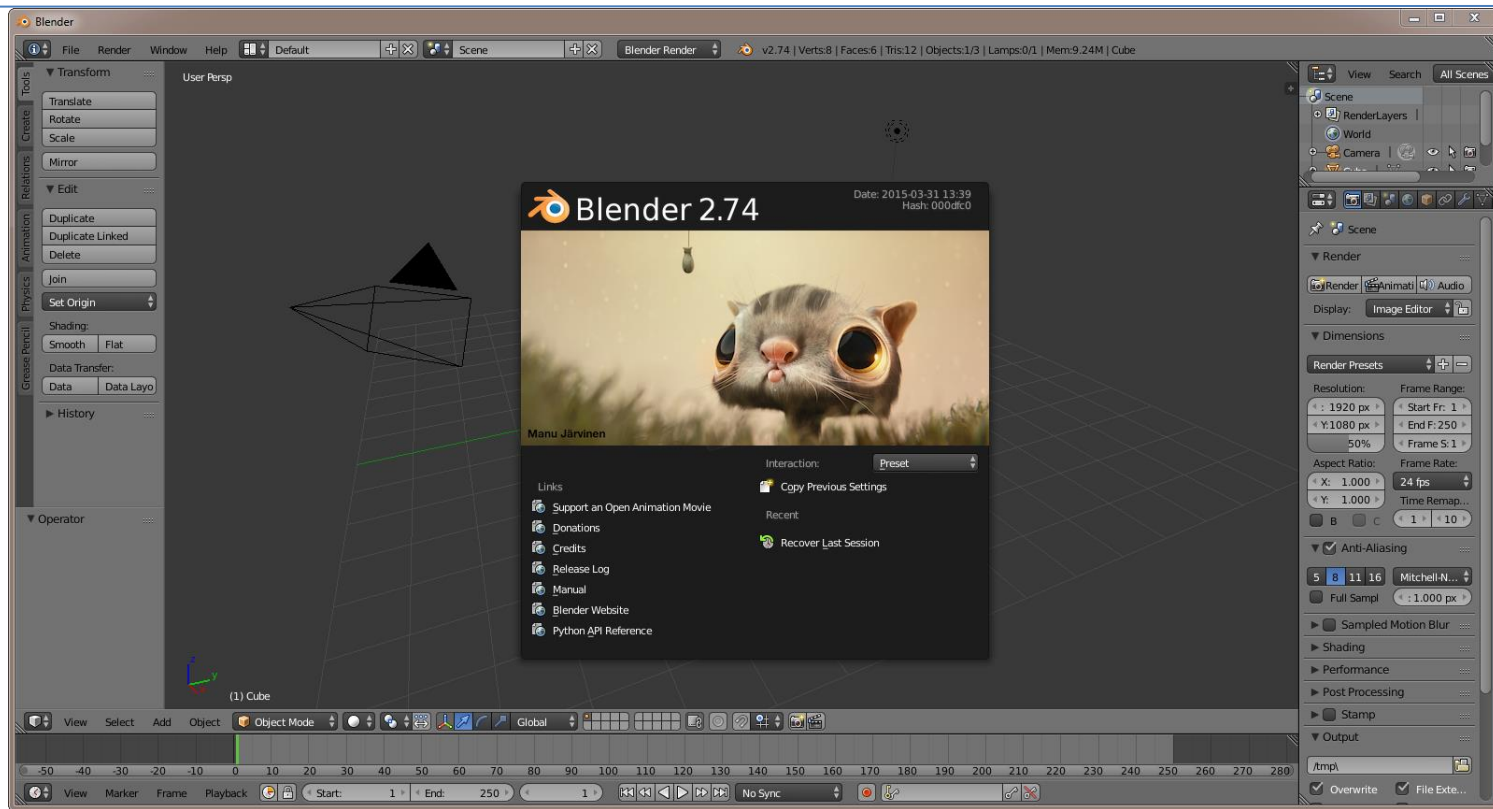 Blender
File Render Window Help Default Scene Blender Render v2.74 | Verts:8 | Faces:6 | Tris:12 | Objects:1/3 | Lamps:0/1 | Mem:9.24M | Cube
Tools
Create
Relations
Animation
Physics
Grease Pencil
Transform
Translate
Rotate
Scale
Mirror
Edit
Duplicate
Duplicate Linked
Delete
Join
Set Origin
Shading:
Smooth Flat
Data Transfer:
Data Data Layo
History
Operator
User Persp
Blender 2.74
Date: 2015-03-31 13:39
Hash: 000dfc0
Manu Järvinen
Interaction: Preset
Links
Support an Open Animation Movie
Donations
Credits
Release Log
Manual
Blender Website
Python API Reference
Copy Previous Settings
Recent
Recover Last Session
z
y
(1) Cube
View Select Add Object Object Mode Global
-50 -40 -30 -20 -10 0 10 20 30 40 50 60 70 80 90 100 110 120 130 140 150 160 170 180 190 200 210 220 230 240 250 260 270 280
View Marker Frame Playback Start: 1 End: 250 1 No Sync
View Search All Scenes
Scene
RenderLayers |
World
Camera |
Scene
Render
Render Animati Audio
Display: Image Editor
Dimensions
Render Presets
Resolution: Frame Range:
: 1920 px Start Fr: 1
Y:1080 px End F:250
50% Frame S:1
Aspect Ratio: Frame Rate:
X: 1.000 24 fps
Y: 1.000 Time Remap...
B C 1 10
Anti-Aliasing
5 8 11 16 Mitchell-N...
Full Sampl : 1.000 px
Sampled Motion Blur
Shading
Performance
Post Processing
Stamp
Output
/tmp\
Overwrite File Exte...